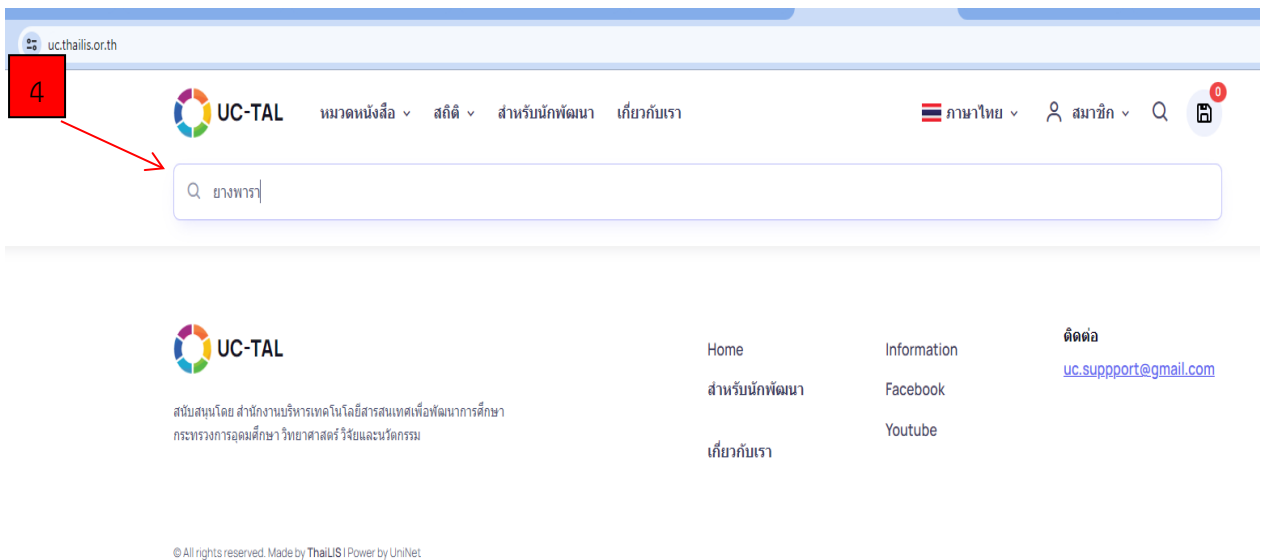 uc.thailis.or.th
4
UC-TAL หมวดหนังสือ สถิติ สำหรับนักพัฒนา เกี่ยวกับเรา ภาษาไทย สมาชิก 0
ยางพารา
UC-TAL
สนับสนุนโดย สำนักงานบริหารเทคโนโลยีสารสนเทศเพื่อพัฒนาการศึกษา
กระทรวงการอุดมศึกษา วิทยาศาสตร์ วิจัยและนวัตกรรม
Home
สำหรับนักพัฒนา
เกี่ยวกับเรา
Information
Facebook
Youtube
ติดต่อ
uc.suppport@gmail.com
© All rights reserved. Made by ThaiLIS | Power by UniNet